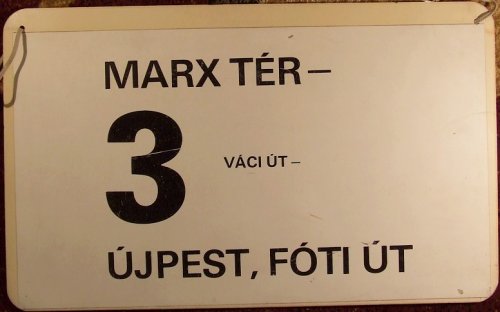 MARX TÉR –
3
VÁCI ÚT –
ÚJPEST, FÓTI ÚT